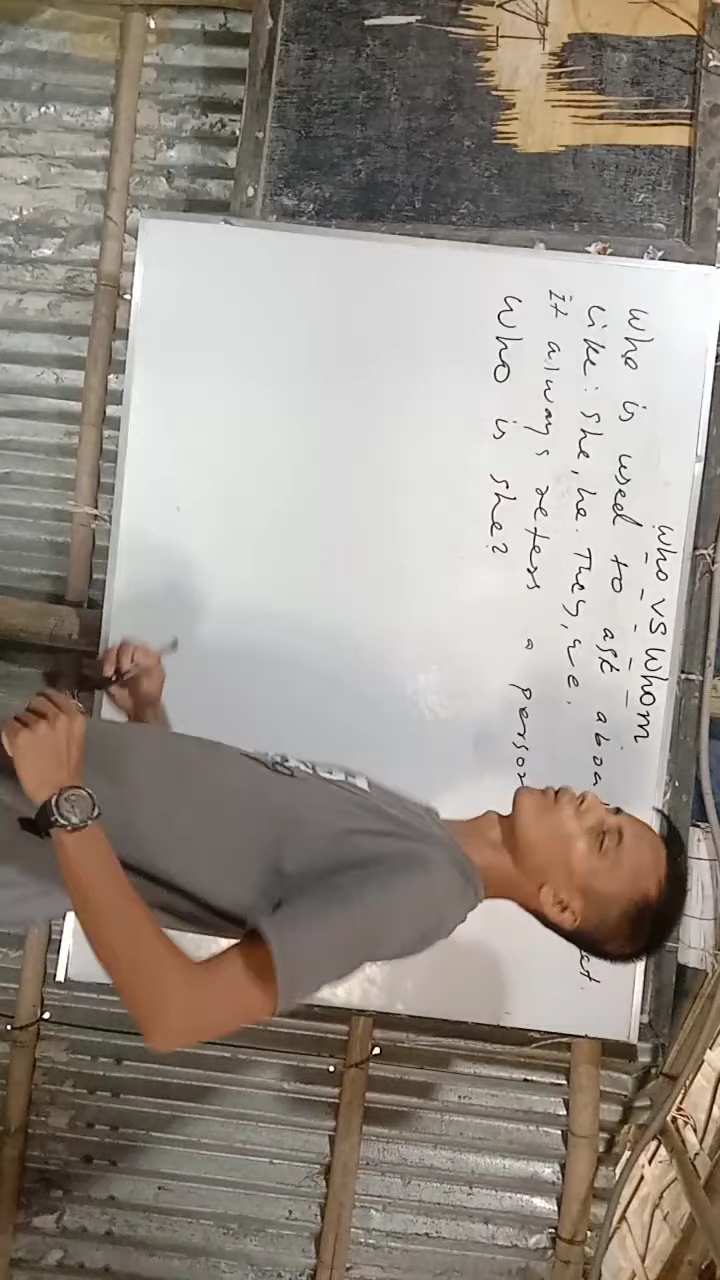 Who vs Whom
Who is used to ask about
Like: she, he. They, we.
It always refers a person
Who is she?